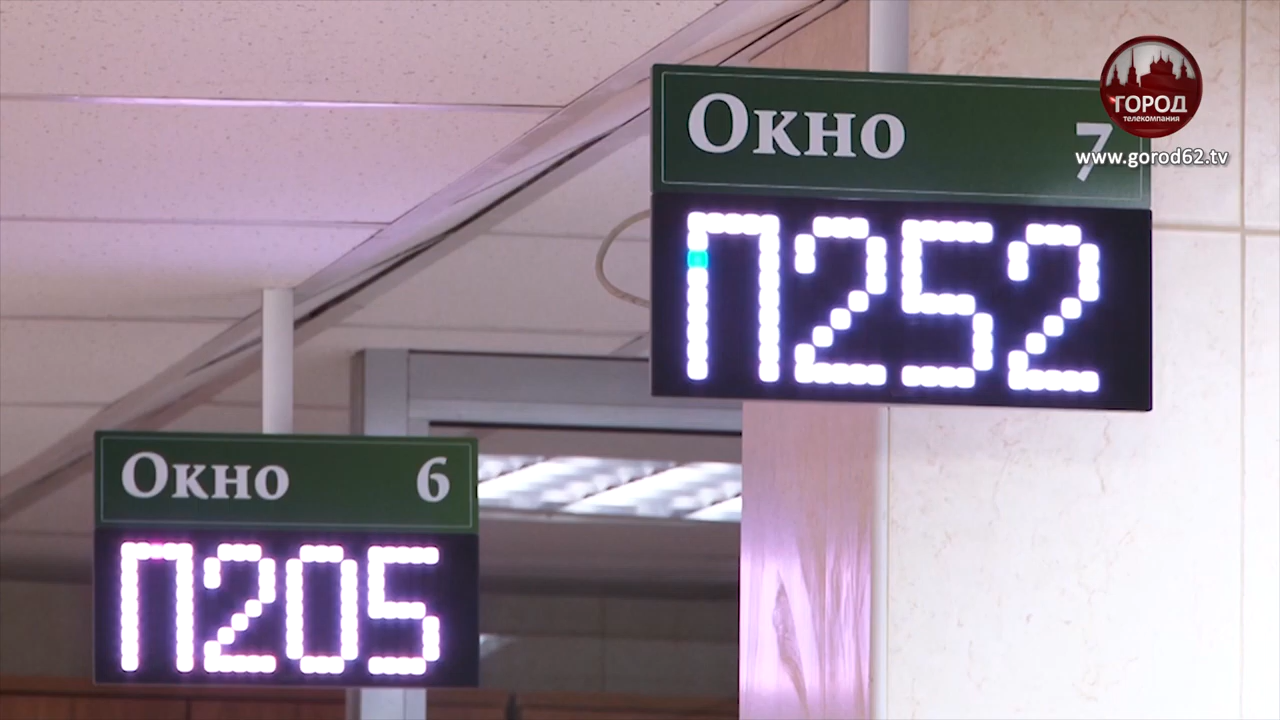 ГОРОД
телекомпания
www.gorod62.tv
Окно 7
П252
Окно 6
П205